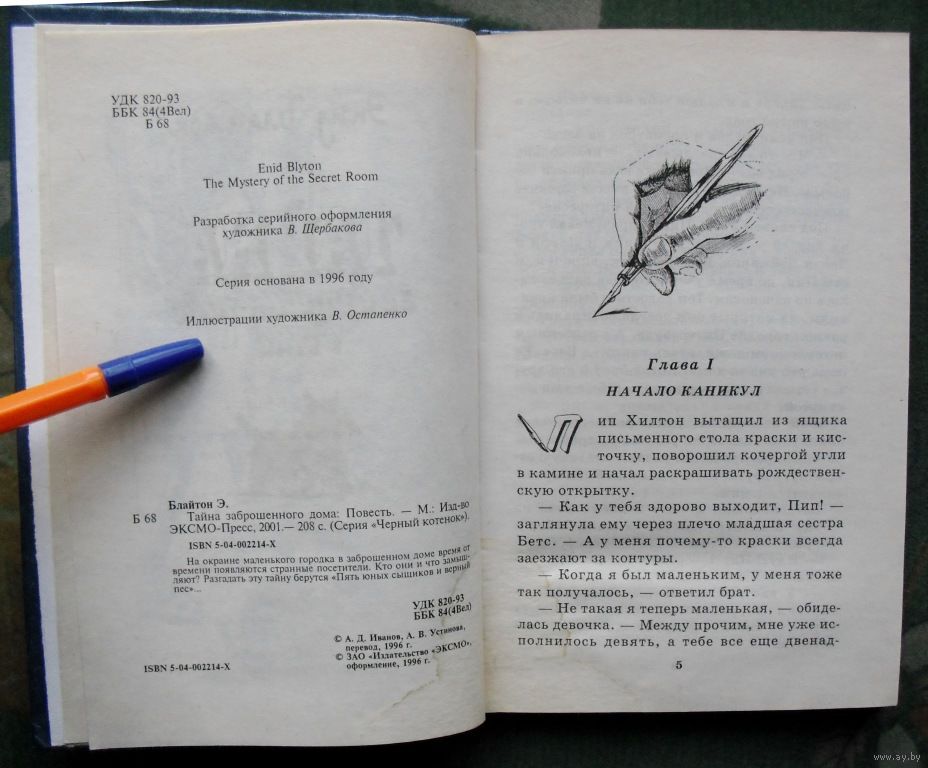 УДК 820-93
ББК 84(4Вел)
Б 68
Enid Blyton
The Mystery of the Secret Room
Разработка серийного оформления
художника В. Щербакова
Серия основана в 1996 году
Иллюстрации художника В. Остапенко
Блайтон Э.
Б 68 Тайна заброшенного дома: Повесть. — М.: Изд-во
ЭКСМО-Пресс, 2001.— 208 с. (Серия «Черный котенок»).
ISBN 5-04-002214-X
На окраине маленького городка в заброшенном доме время от
времени появляются странные посетители. Кто они и что замыш-
ляют? Разгадать эту тайну берутся «Пять юных сыщиков и верный
пес»...
УДК 820-93
ББК 84(4Вел)
© А. Д. Иванов, А. В. Устинова,
перевод, 1996 г.
© ЗАО «Издательство «ЭКСМО»,
оформление, 1996 г.
ISBN 5-04-002214-X
Глава I
НАЧАЛО КАНИКУЛ
Пип Хилтон вытащил из ящика
письменного стола краски и кис-
точку, поворошил кочергой угли
в камине и начал раскрашивать рождествен-
скую открытку.
— Как у тебя здорово выходит, Пип! —
заглянула ему через плечо младшая сестра
Бетс. — А у меня почему-то краски всегда
заезжают за контуры.
— Когда я был маленьким, у меня тоже
так получалось, — ответил брат.
— Не такая я теперь маленькая, — обиде-
лась девочка. — Между прочим, мне уже ис-
полнилось девять, а тебе все еще двенад-
5
www.ay.by